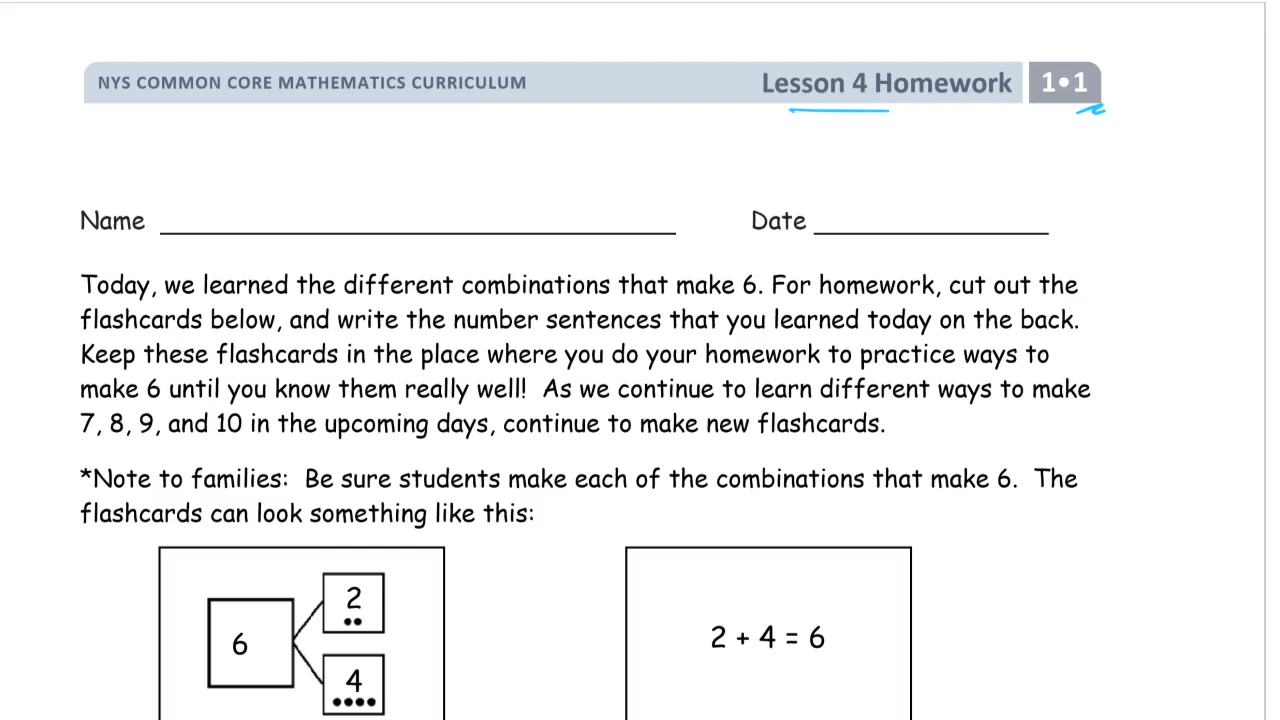 NYS COMMON CORE MATHEMATICS CURRICULUM Lesson 4 Homework 1•1
Name Date
Today, we learned the different combinations that make 6. For homework, cut out the
flashcards below, and write the number sentences that you learned today on the back.
Keep these flashcards in the place where you do your homework to practice ways to
make 6 until you know them really well! As we continue to learn different ways to make
7, 8, 9, and 10 in the upcoming days, continue to make new flashcards.
*Note to families: Be sure students make each of the combinations that make 6. The
flashcards can look something like this:
2
6
4
2 + 4 = 6